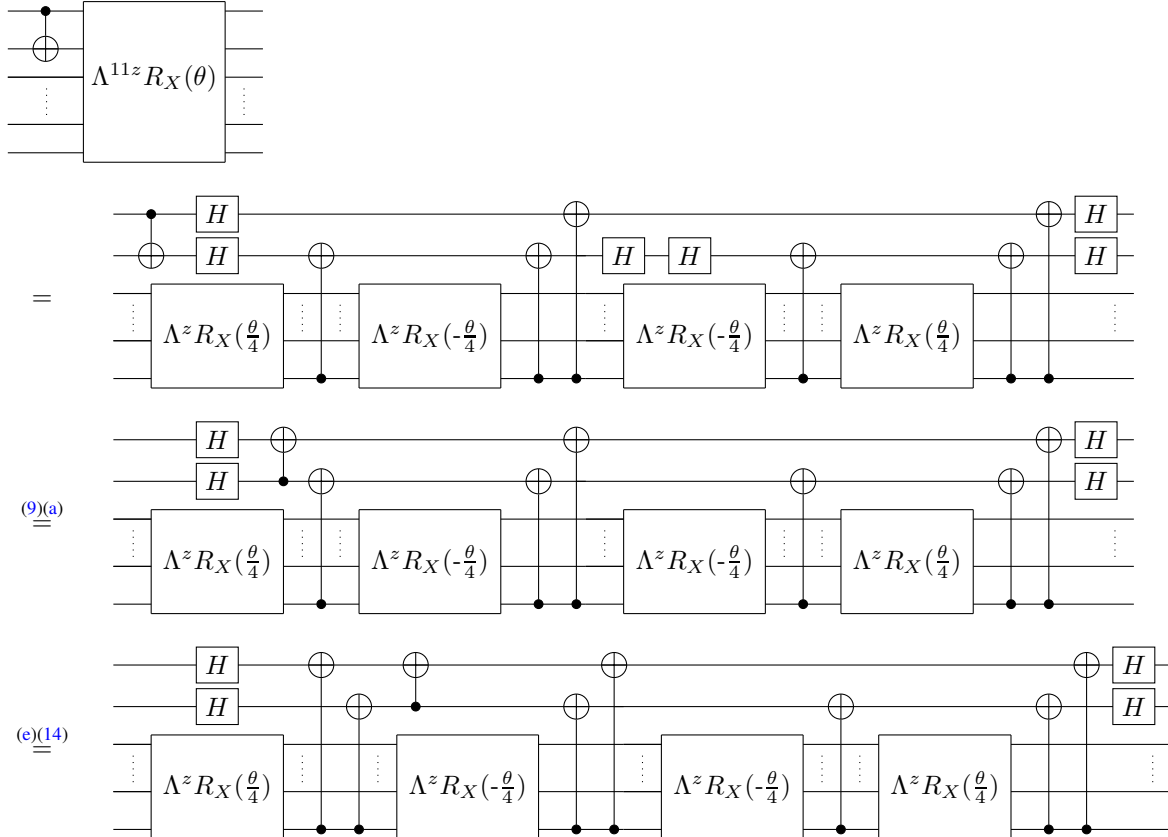 Λ^{11z} R_X(θ)
H H
H H H H
= Λ^z R_X(θ/4) Λ^z R_X(-θ/4) Λ^z R_X(-θ/4) Λ^z R_X(θ/4)
H H
H H
(9)(a) = Λ^z R_X(θ/4) Λ^z R_X(-θ/4) Λ^z R_X(-θ/4) Λ^z R_X(θ/4)
H H
H H
(e)(14) = Λ^z R_X(θ/4) Λ^z R_X(-θ/4) Λ^z R_X(-θ/4) Λ^z R_X(θ/4)